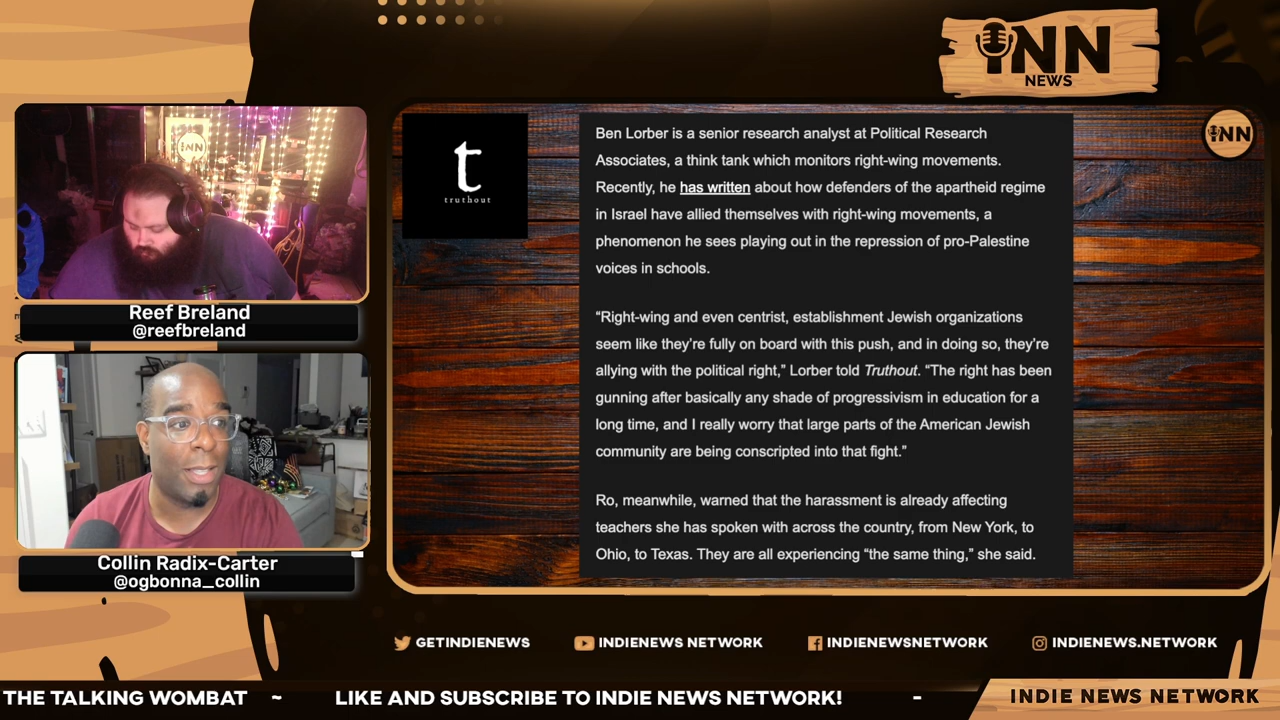 iNN
NEWS
iNN
iNN
t
truthout
Ben Lorber is a senior research analyst at Political Research
Associates, a think tank which monitors right-wing movements.
Recently, he has written about how defenders of the apartheid regime
in Israel have allied themselves with right-wing movements, a
phenomenon he sees playing out in the repression of pro-Palestine
voices in schools.
“Right-wing and even centrist, establishment Jewish organizations
seem like they’re fully on board with this push, and in doing so, they’re
allying with the political right,” Lorber told Truthout. “The right has been
gunning after basically any shade of progressivism in education for a
long time, and I really worry that large parts of the American Jewish
community are being conscripted into that fight.”
Ro, meanwhile, warned that the harassment is already affecting
teachers she has spoken with across the country, from New York, to
Ohio, to Texas. They are all experiencing “the same thing,” she said.
Reef Breland
@reefbreland
Collin Radix-Carter
@ogbonna_collin
GETINDIENEWS
INDIENEWS NETWORK
INDIENEWSNETWORK
INDIENEWS.NETWORK
THE TALKING WOMBAT ~ LIKE AND SUBSCRIBE TO INDIE NEWS NETWORK! -
INDIE NEWS NETWORK